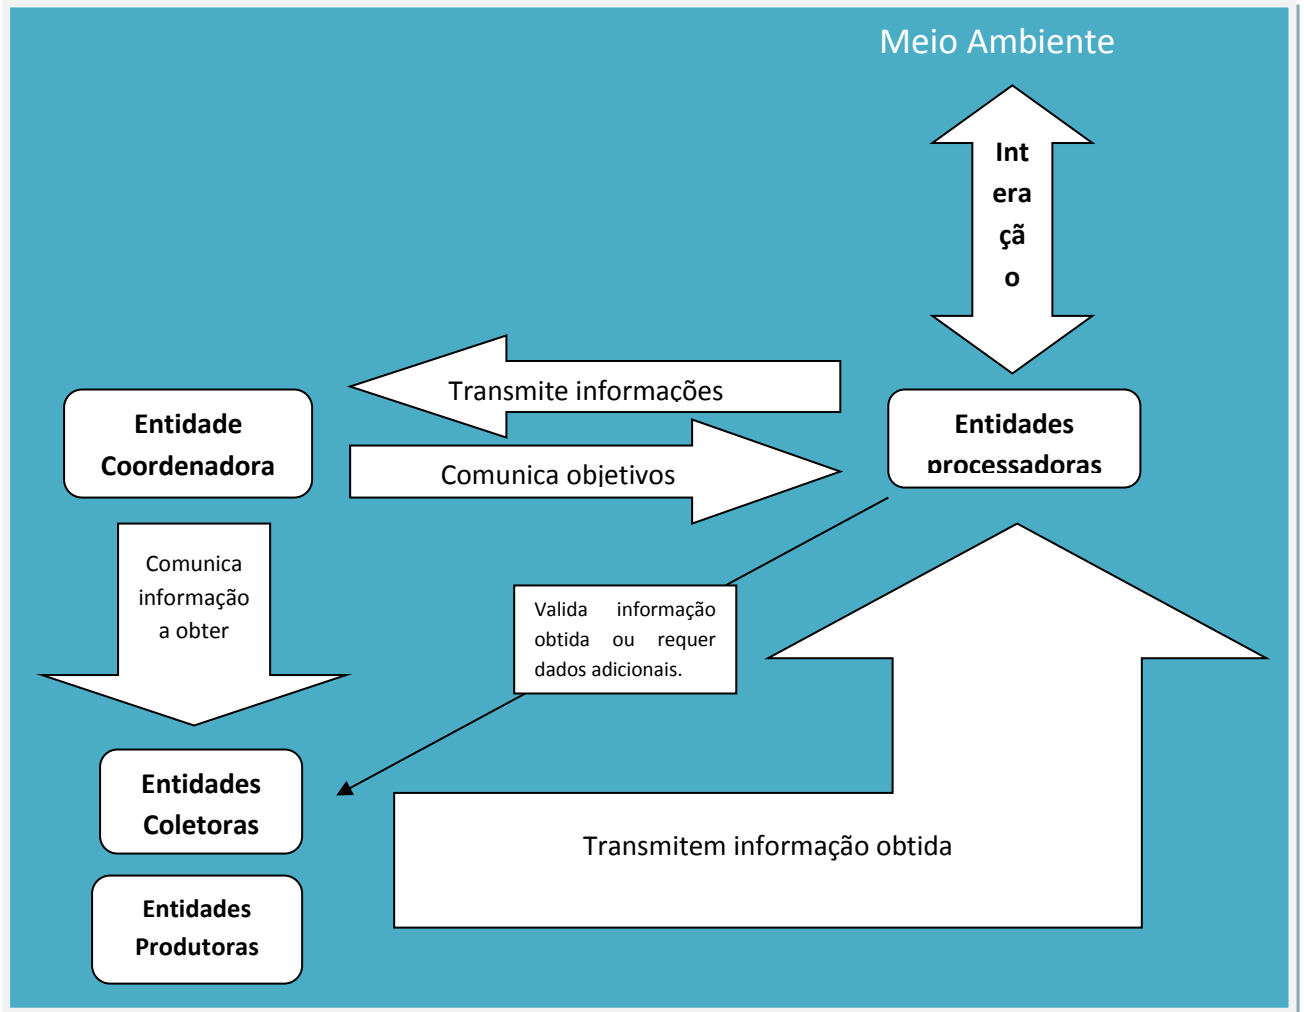 Meio Ambiente
Int
era
çã
o
Transmite informações
Entidade
Coordenadora
Entidades
processadoras
Comunica objetivos
Comunica
informação
a obter
Valida informação
obtida ou requer
dados adicionais.
Entidades
Coletoras
Transmitem informação obtida
Entidades
Produtoras